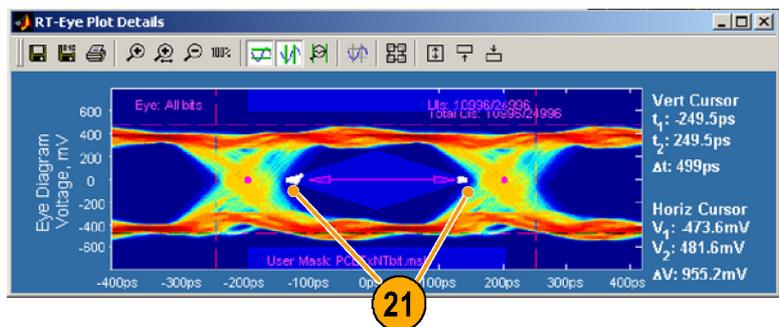 RT-Eye Plot Details
100%
Eye: All bits
UIs: 10996/24996
Total UIs: 10996/24996
Eye Diagram
Voltage, mV
600
400
200
0
-200
-400
-600
User Mask:
-400ps -300ps -200ps -100ps 0ps 100ps 200ps 300ps 400ps
Vert Cursor
t1: -249.5ps
t2: 249.5ps
Δt: 499ps
Horiz Cursor
V1: -473.6mV
V2: 481.6mV
ΔV: 955.2mV
21